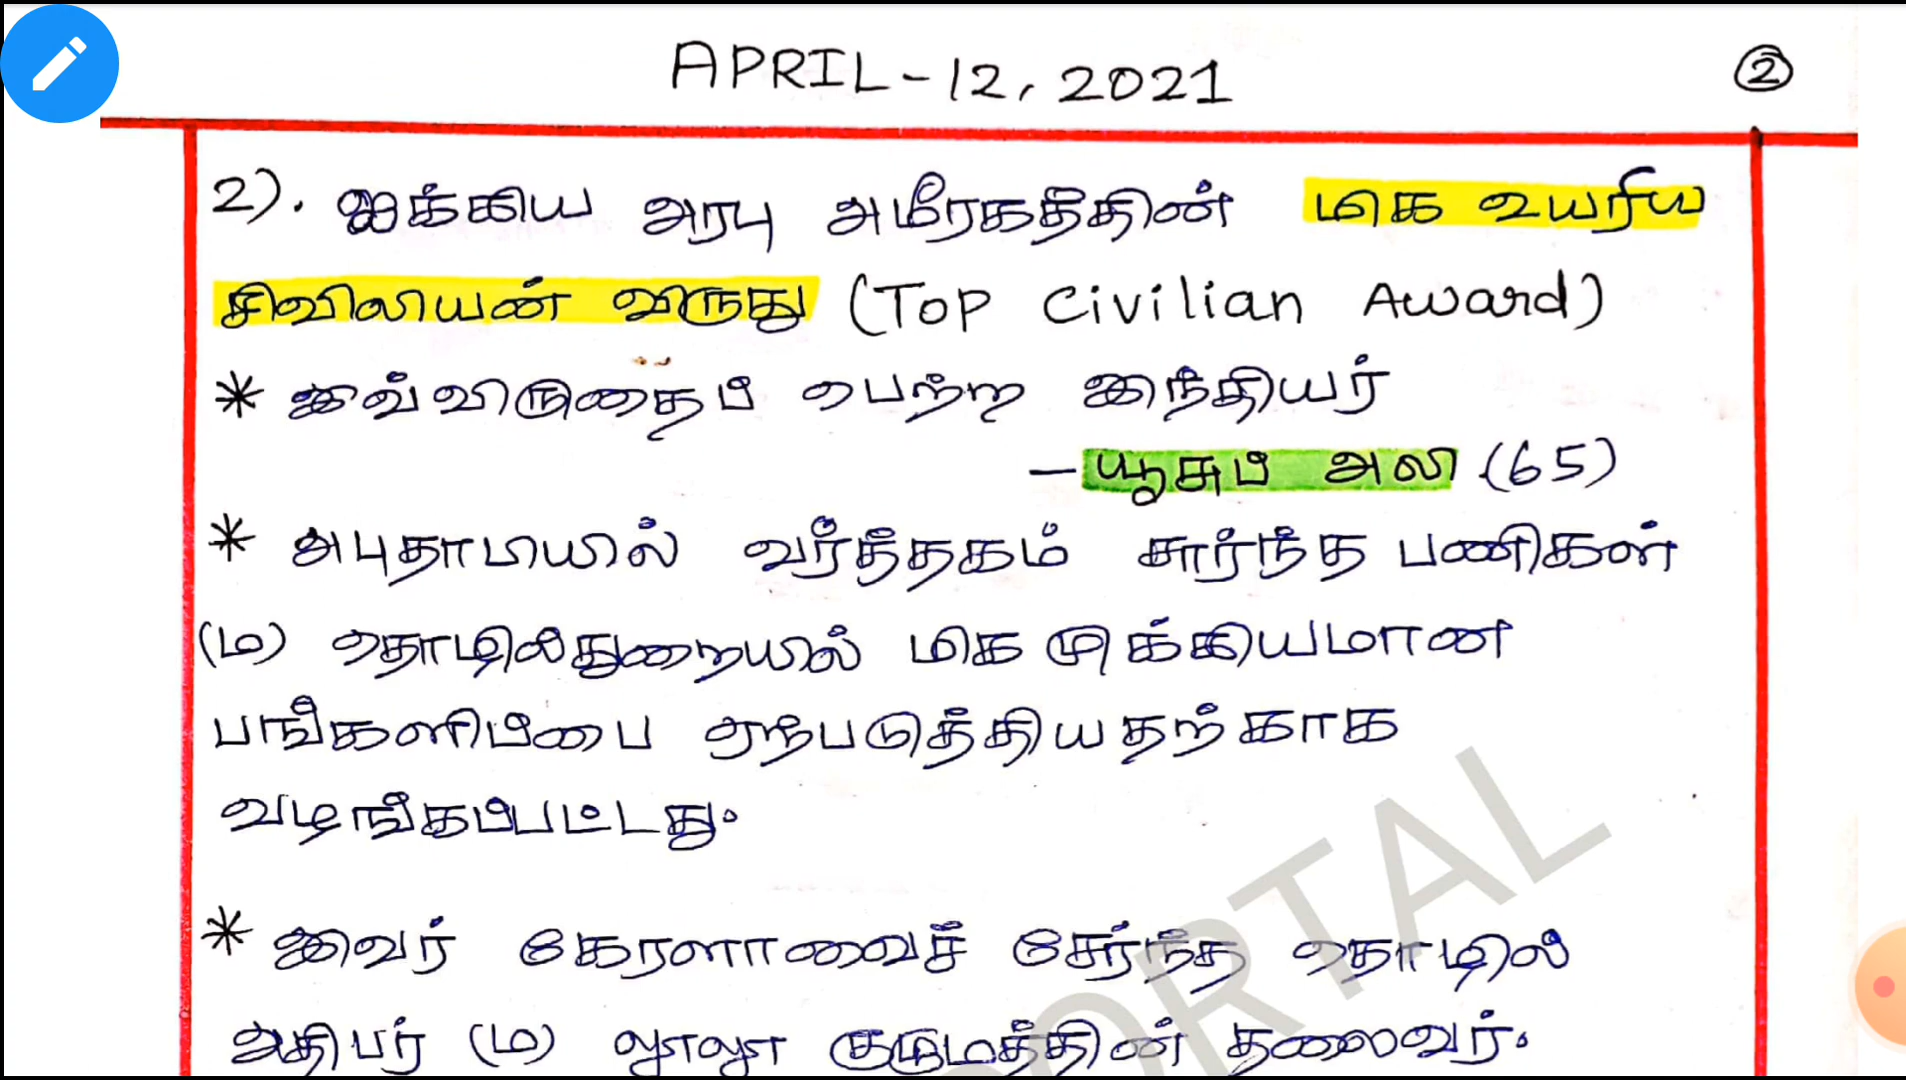 APRIL - 12, 2021
②
2). ஐக்கிய அரபு அமீரகத்தின் மிக உயரிய
சிவிலியன் விருது (Top Civilian Award)
* இவ்விருதைப் பெற்ற இந்தியர்
- யூசுப் அலி (65)
* அபுதாபியில் வர்த்தகம் சார்ந்த பணிகள்
(ம) தொழில்துறையில் மிக முக்கியமான
பங்களிப்பை ஏற்படுத்தியதற்காக
வழங்கப்பட்டது.
* இவர் கேரளாவைச் சேர்ந்த தொழில்
அதிபர் (ம) லூலூ குழுமத்தின் தலைவர்.
PORTAL